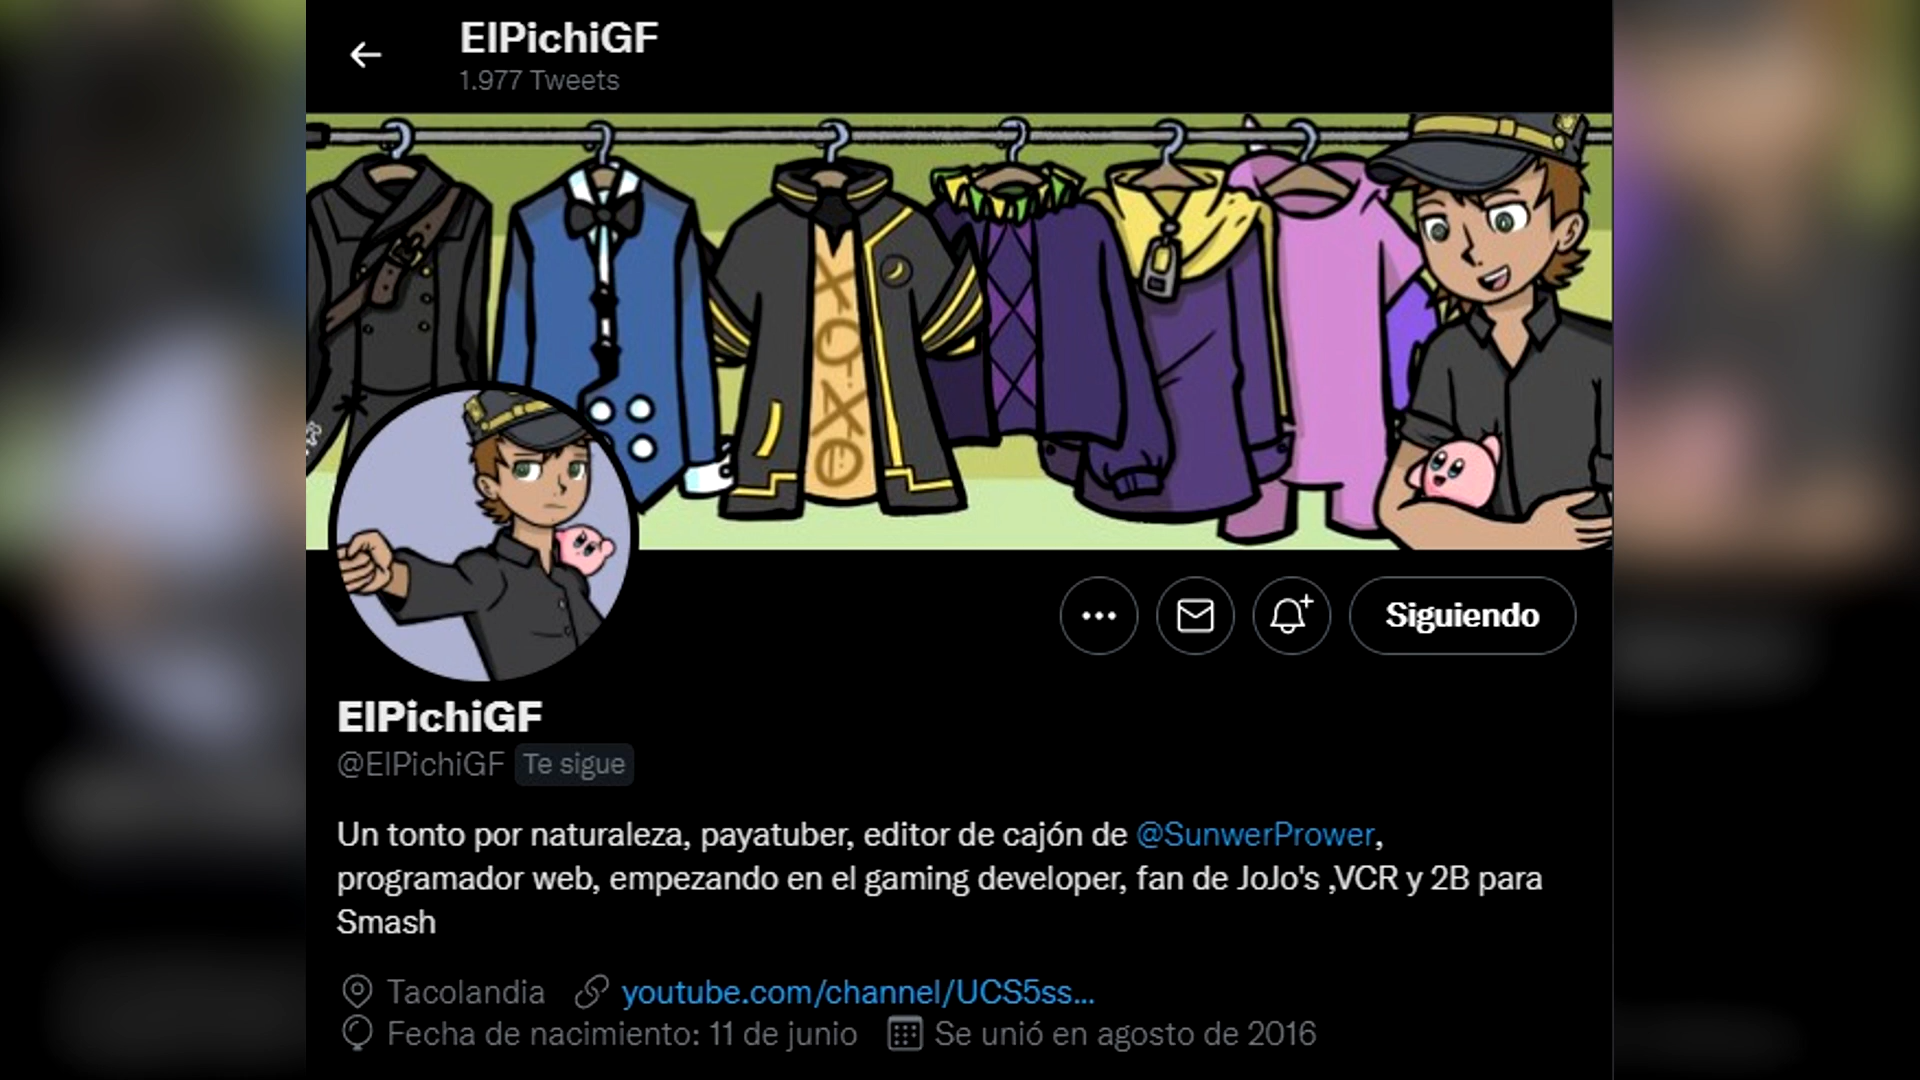 ElPichiGF
1.977 Tweets
XOXO
Siguiendo
ElPichiGF
@ElPichiGF Te sigue
Un tonto por naturaleza, payatuber, editor de cajón de @SunwerPrower,
programador web, empezando en el gaming developer, fan de JoJo's ,VCR y 2B para
Smash
Tacolandia youtube.com/channel/UCS5ss...
Fecha de nacimiento: 11 de junio Se unió en agosto de 2016